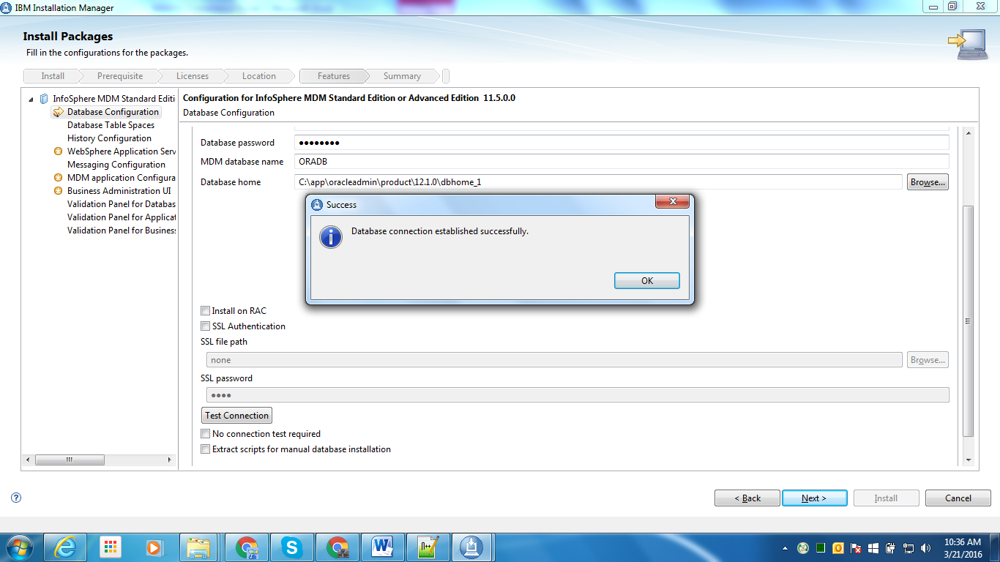 IBM Installation Manager
Install Packages
Fill in the configurations for the packages.
Install
Prerequisite
Licenses
Location
Features
Summary
InfoSphere MDM Standard Editi
Database Configuration
Database Table Spaces
History Configuration
WebSphere Application Serv
Messaging Configuration
MDM application Configura
Business Administration UI
Validation Panel for Databas
Validation Panel for Applicat
Validation Panel for Business
Configuration for InfoSphere MDM Standard Edition or Advanced Edition 11.5.0.0
Database Configuration
Database password ●●●●●●●●
MDM database name ORADB
Database home C:\app\oracleadmin\product\12.1.0\dbhome_1 Browse...
Success
Database connection established successfully.
OK
Install on RAC
SSL Authentication
SSL file path
none Browse...
SSL password
●●●●
Test Connection
No connection test required
Extract scripts for manual database installation
< Back Next > Install Cancel
10:36 AM
3/21/2016